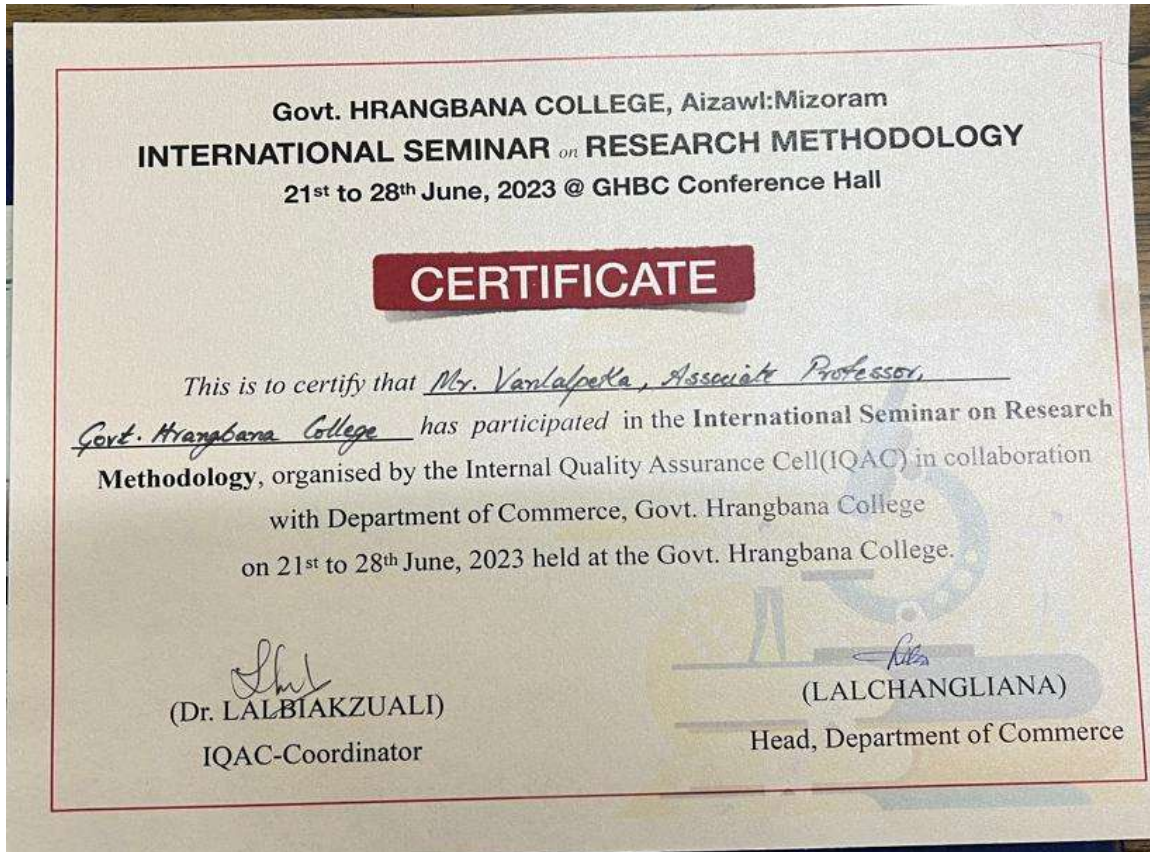 Govt. HRANGBANA COLLEGE, Aizawl:Mizoram
INTERNATIONAL SEMINAR on RESEARCH METHODOLOGY
21st to 28th June, 2023 @ GHBC Conference Hall
CERTIFICATE
This is to certify that Mr. Vanlalpeka, Associate Professor,
Govt. Hrangbana College has participated in the International Seminar on Research
Methodology, organised by the Internal Quality Assurance Cell(IQAC) in collaboration
with Department of Commerce, Govt. Hrangbana College
on 21st to 28th June, 2023 held at the Govt. Hrangbana College.
(Dr. LALBIAKZUALI)
IQAC-Coordinator
(LALCHANGLIANA)
Head, Department of Commerce